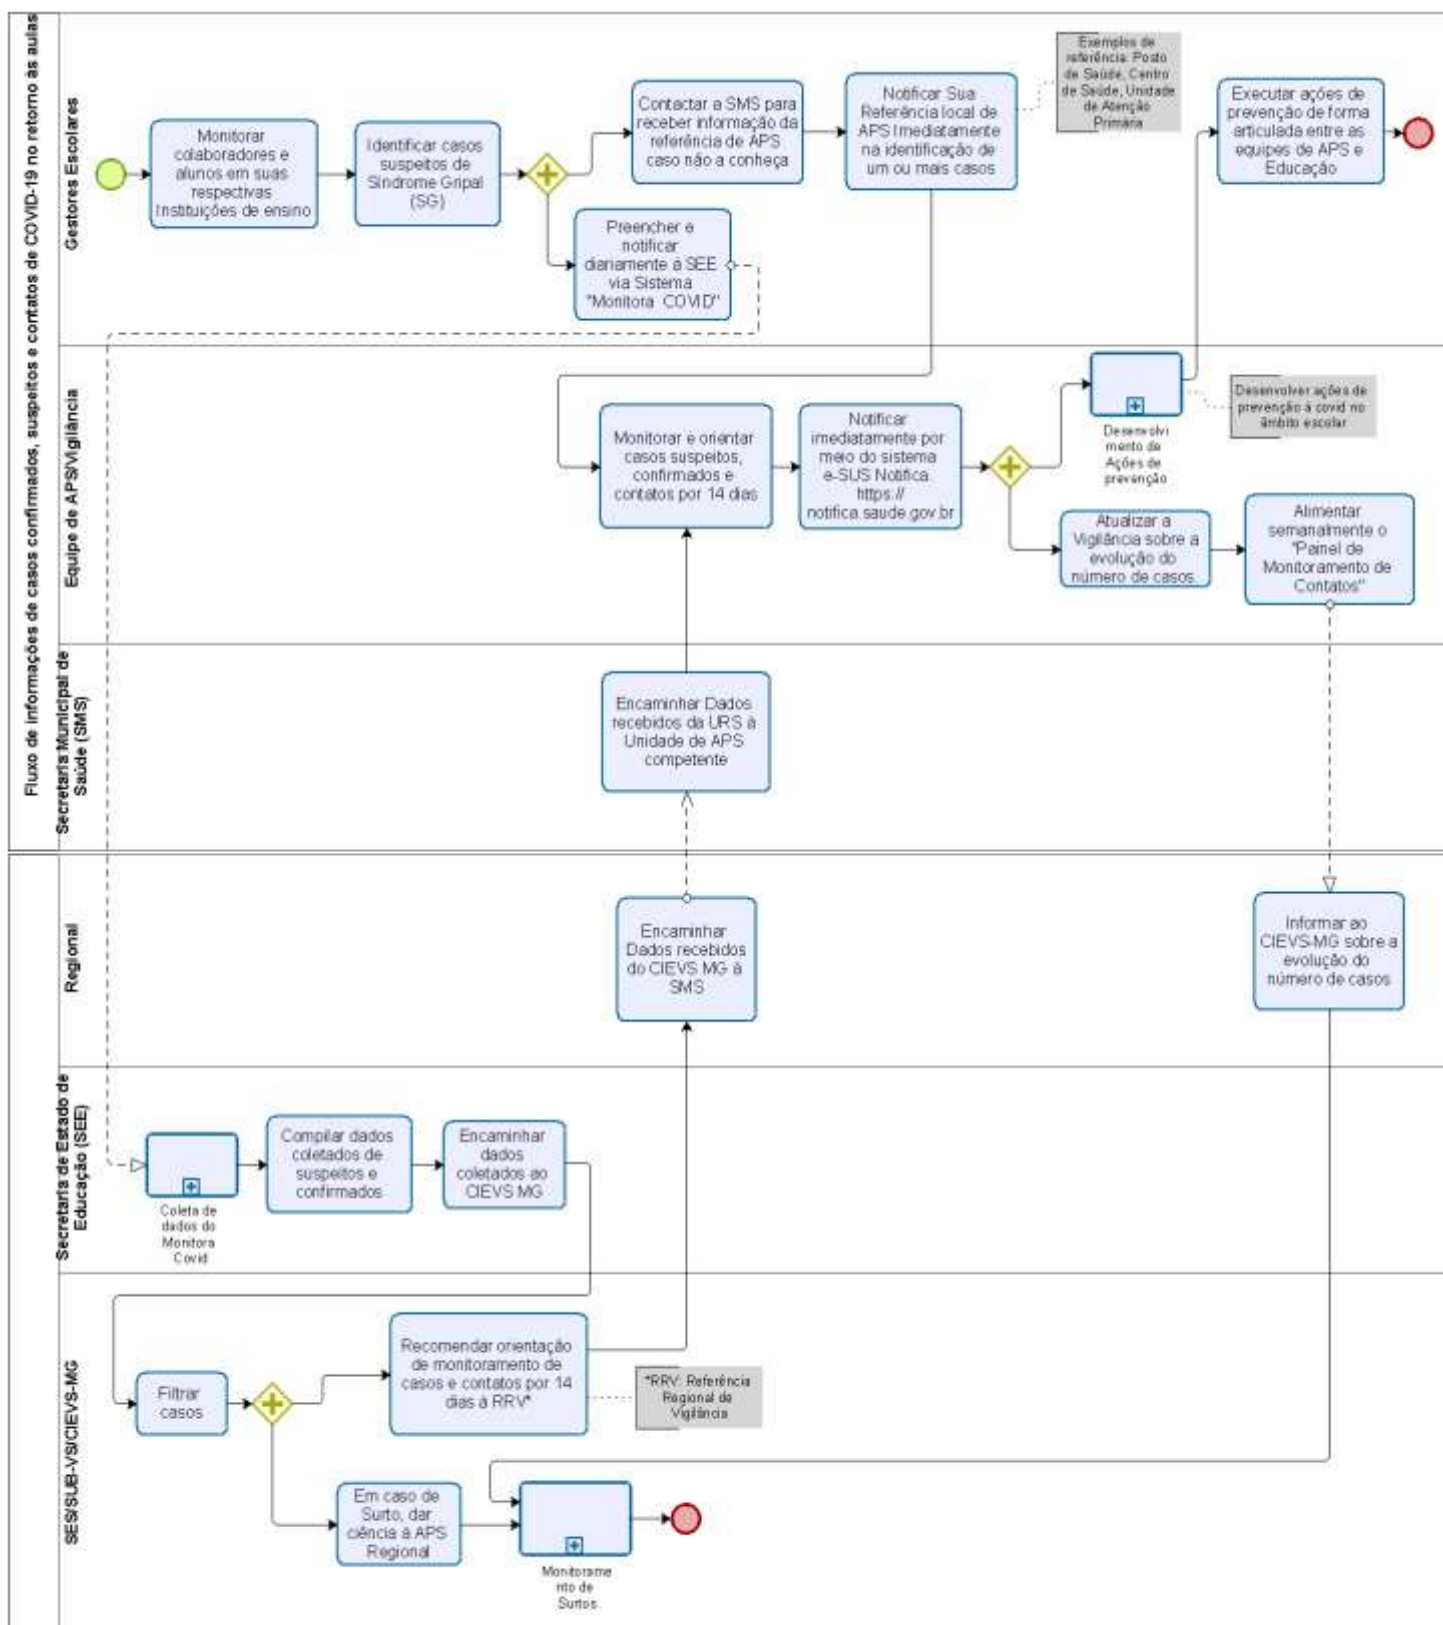 Fluxo de informações de casos confirmados, suspeitos e contatos de COVID-19 no retorno às aulas
Gestores Escolares
Monitorar
colaboradores e
alunos em suas
respectivas
Instituições de ensino
Identificar casos
suspeitos de
Síndrome Gripal
(SG)
Contactar a SMS para
receber informação da
referência de APS
caso não a conheça
Notificar Sua
Referência local de
APS Imediatamente
na identificação de
um ou mais casos
Exemplos de
referência: Posto
de Saúde, Centro
de Saúde, Unidade
de Atenção
Primária
Executar ações de
prevenção de forma
articulada entre as
equipes de APS e
Educação
Preencher e
notificar
diariamente à SEE
via Sistema
"Monitora COVID"
Equipe de APS/Vigilância
Monitorar e orientar
casos suspeitos,
confirmados e
contatos por 14 dias
Notificar
imediatamente por
meio do sistema
e-SUS Notifica
https://
notifica.saude.gov.br
Desenvolvi
mento de
Ações de
prevenção
Desenvolver ações de
prevenção à covid no
âmbito escolar
Atualizar a
Vigilância sobre a
evolução do
número de casos.
Alimentar
semanalmente o
"Painel de
Monitoramento de
Contatos"
Secretaria Municipal de
Saúde (SMS)
Encaminhar Dados
recebidos da URS à
Unidade de APS
competente
Regional
Encaminhar
Dados recebidos
do CIEVS MG à
SMS
Informar ao
CIEVS-MG sobre a
evolução do
número de casos
Secretaria de Estado de
Educação (SEE)
Coleta de
dados do
Monitora
Covid
Compilar dados
coletados de
suspeitos e
confirmados
Encaminhar
dados
coletados ao
CIEVS MG
SES/SUB-VS/CIEVS-MG
Filtrar
casos
Recomendar orientação
de monitoramento de
casos e contatos por 14
dias à RRV*
*RRV: Referência
Regional de
Vigilância
Em caso de
Surto, dar
ciência à APS
Regional
Monitorame
nto de
Surtos